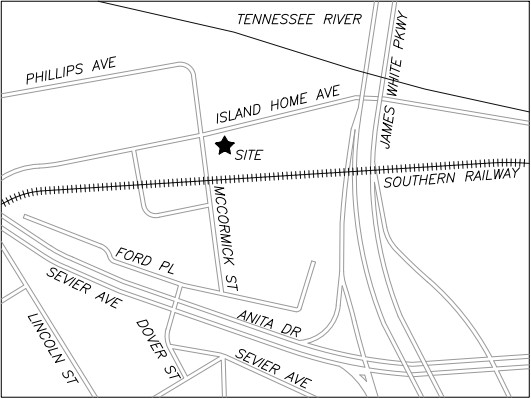 TENNESSEE RIVER
JAMES WHITE PKWY
PHILLIPS AVE
ISLAND HOME AVE
SITE
SOUTHERN RAILWAY
MCCORMICK ST
FORD PL
SEVIER AVE
ANITA DR
LINCOLN ST
DOVER ST
SEVIER AVE